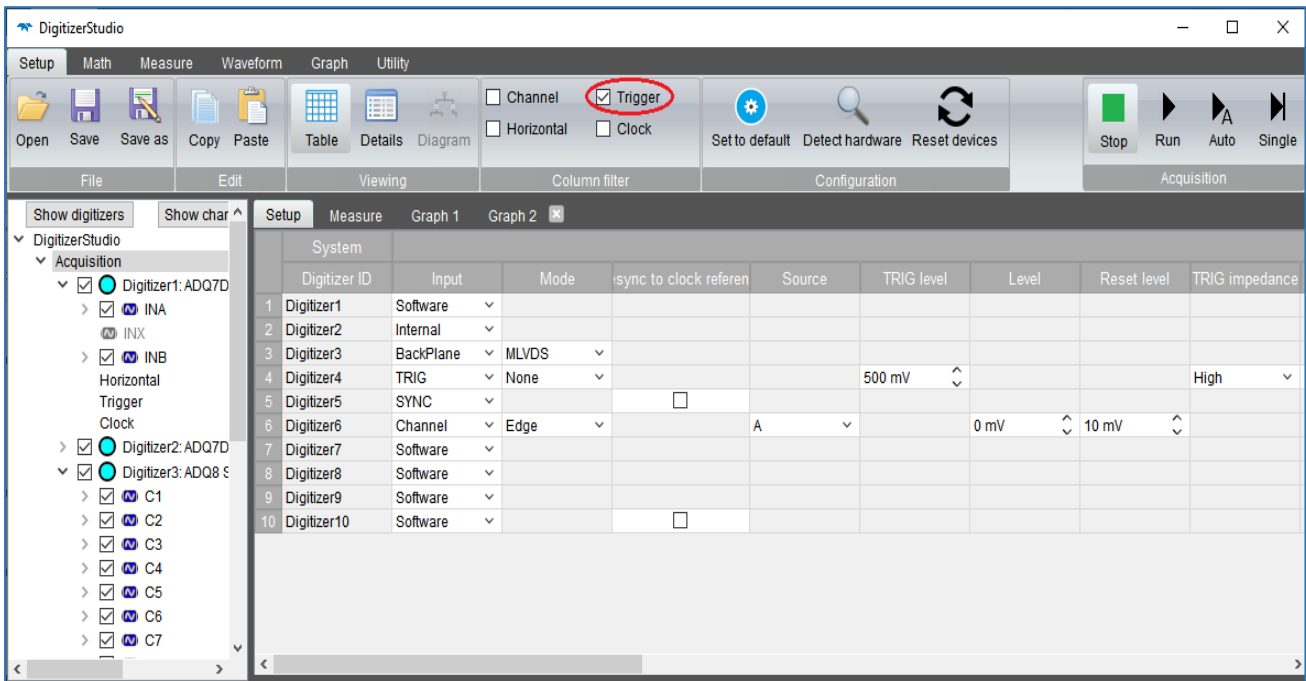 DigitizerStudio
Setup Math Measure Waveform Graph Utility
Open Save Save as Copy Paste Table Details Diagram
Channel Trigger
Horizontal Clock
Set to default Detect hardware Reset devices
Stop Run Auto Single
File Edit Viewing Column filter Configuration Acquisition
Show digitizers Show char
DigitizerStudio
Acquisition
Digitizer1: ADQ7D
INA
INX
INB
Horizontal
Trigger
Clock
Digitizer2: ADQ7D
Digitizer3: ADQ8 S
C1
C2
C3
C4
C5
C6
C7
Setup Measure Graph 1 Graph 2
System
Digitizer ID Input Mode esync to clock referen Source TRIG level Level Reset level TRIG impedance
1 Digitizer1 Software
2 Digitizer2 Internal
3 Digitizer3 BackPlane MLVDS
4 Digitizer4 TRIG None 500 mV High
5 Digitizer5 SYNC
6 Digitizer6 Channel Edge A 0 mV 10 mV
7 Digitizer7 Software
8 Digitizer8 Software
9 Digitizer9 Software
10 Digitizer10 Software